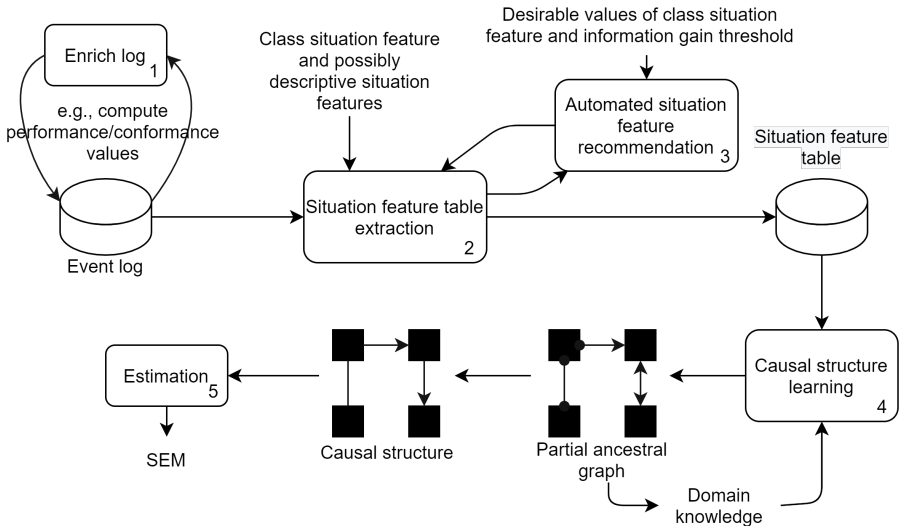 Enrich log
1
e.g., compute
performance/conformance
values
Event log
Class situation feature
and possibly
descriptive situation
features
Situation feature table
extraction
2
Desirable values of class situation
feature and information gain threshold
Automated situation
feature
recommendation
3
Situation feature
table
Causal structure
learning
4
Partial ancestral
graph
Domain
knowledge
Causal structure
Estimation
5
SEM